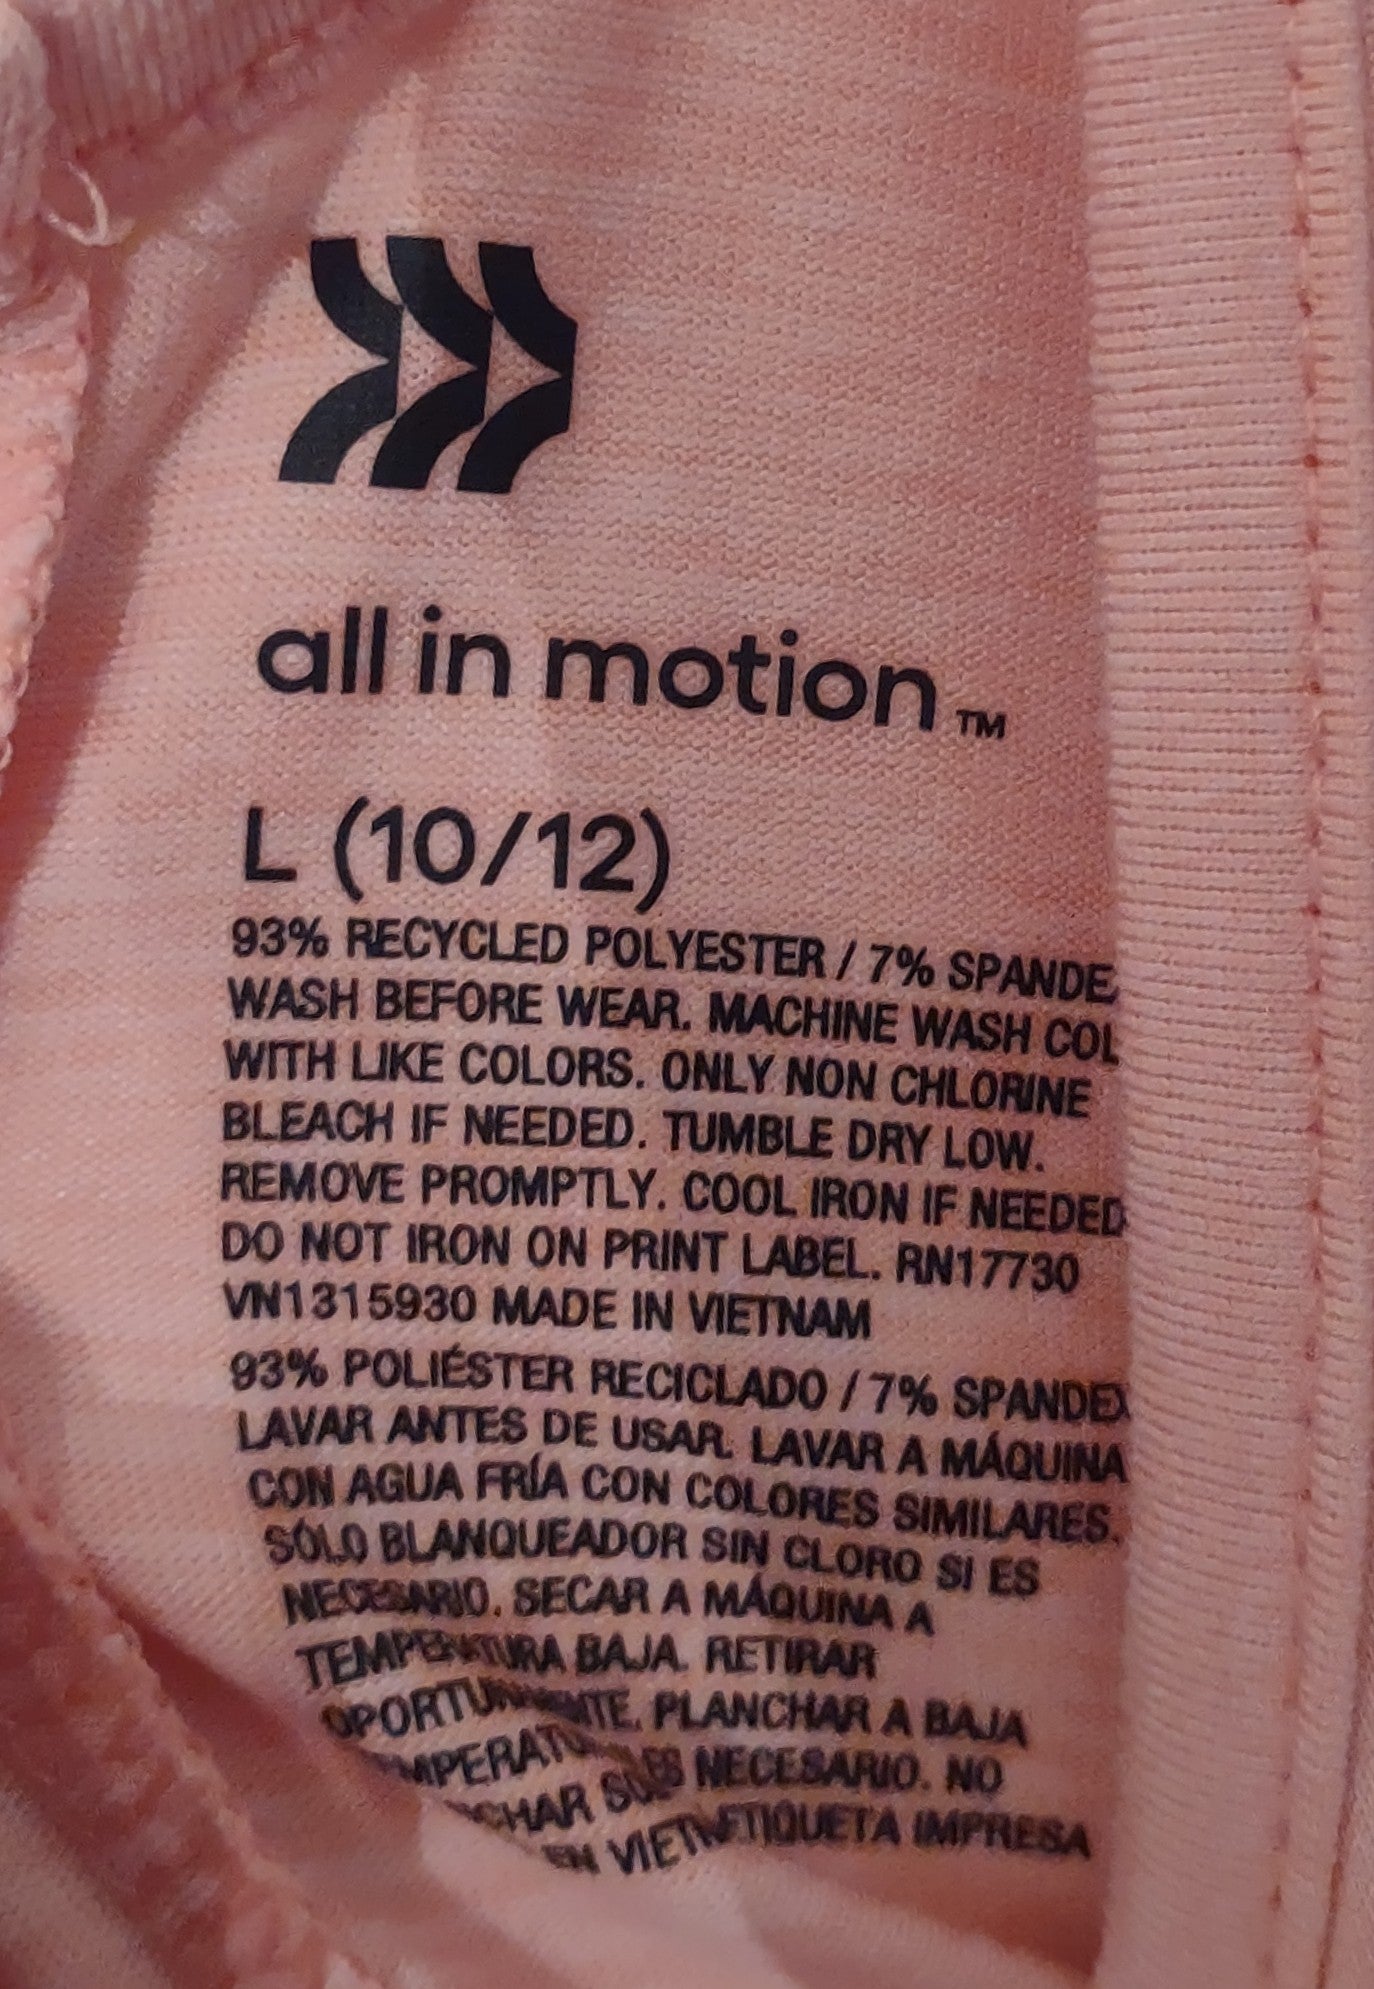 all in motion™
L (10/12)
93% RECYCLED POLYESTER / 7% SPANDE
WASH BEFORE WEAR. MACHINE WASH COL
WITH LIKE COLORS. ONLY NON CHLORINE
BLEACH IF NEEDED. TUMBLE DRY LOW.
REMOVE PROMPTLY. COOL IRON IF NEEDED
DO NOT IRON ON PRINT LABEL. RN17730
VN1315930 MADE IN VIETNAM
93% POLIÉSTER RECICLADO / 7% SPANDEX
LAVAR ANTES DE USAR. LAVAR A MÁQUINA
CON AGUA FRÍA CON COLORES SIMILARES.
SÓLO BLANQUEADOR SIN CLORO SI ES
NECESARIO. SECAR A MÁQUINA A
TEMPERATURA BAJA. RETIRAR
PLANCHAR A BAJA
NECESARIO. NO
ETIQUETA IMPRESA
EN